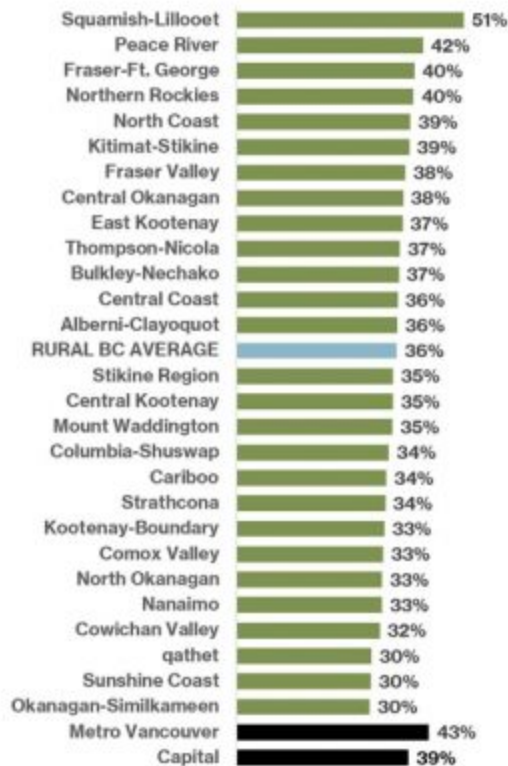 Squamish-Lillooet 51%
Peace River 42%
Fraser-Ft. George 40%
Northern Rockies 40%
North Coast 39%
Kitimat-Stikine 39%
Fraser Valley 38%
Central Okanagan 38%
East Kootenay 37%
Thompson-Nicola 37%
Bulkley-Nechako 37%
Central Coast 36%
Alberni-Clayoquot 36%
RURAL BC AVERAGE 36%
Stikine Region 35%
Central Kootenay 35%
Mount Waddington 35%
Columbia-Shuswap 34%
Cariboo 34%
Strathcona 34%
Kootenay-Boundary 33%
Comox Valley 33%
North Okanagan 33%
Nanaimo 33%
Cowichan Valley 32%
qathet 30%
Sunshine Coast 30%
Okanagan-Similkameen 30%
Metro Vancouver 43%
Capital 39%